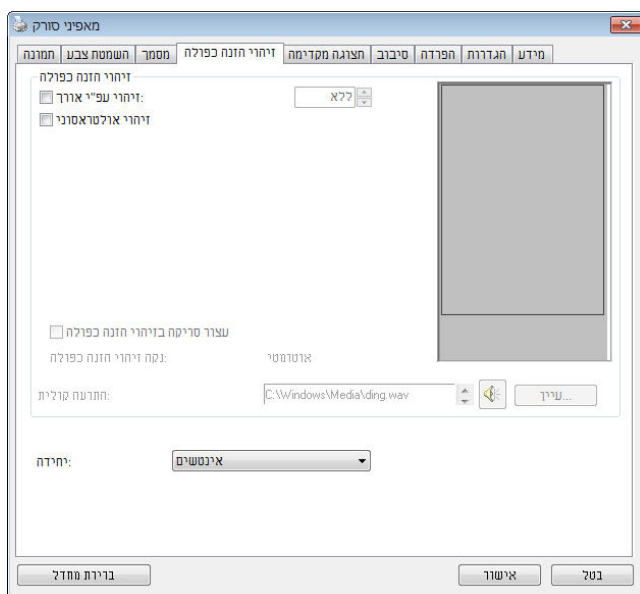 מאפיני סורק
תמונה
השמטת צבע
מסמך
זיהוי הזנה כפולה
תצוגה מקדימה
סיבוב
הפרדה
הגדרות
מידע
זיהוי הזנה כפולה
זיהוי עפ"י אורך:
ללא
זיהוי אולטראסוני
עצור סריקה בזיהוי הזנה כפולה
נקה זיהוי הזנה כפולה:
אוטומטי
התרעה קולית:
C:\Windows\Media\ding.wav
עיין...
יחידה:
אינטשים
ברירת מחדל
אישור
בטל